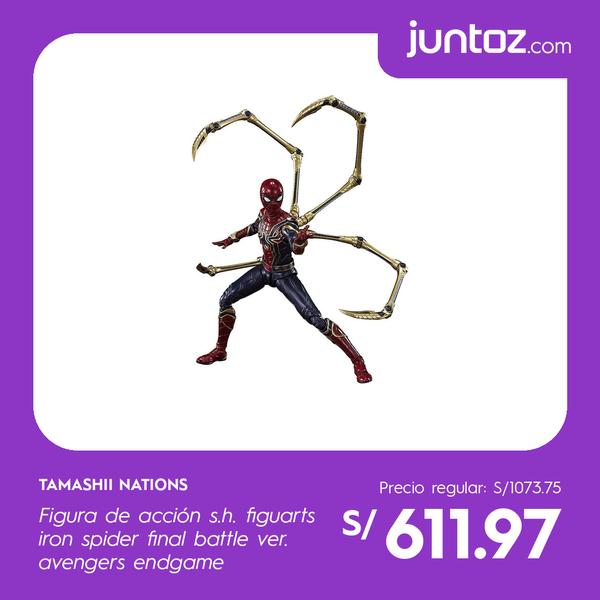 juntoz.com
TAMASHII NATIONS
Figura de acción s.h. figuarts
iron spider final battle ver.
avengers endgame
Precio regular: S/1073.75
S/ 611.97